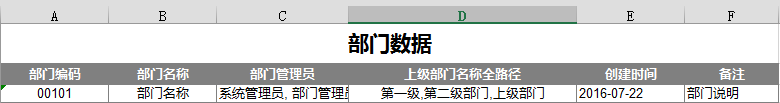 A B C D E F
部门数据
部门编码 部门名称 部门管理员 上级部门名称全路径 创建时间 备注
00101 部门名称 系统管理员, 部门管理 第一级,第二级部门,上级部门 2016-07-22 部门说明